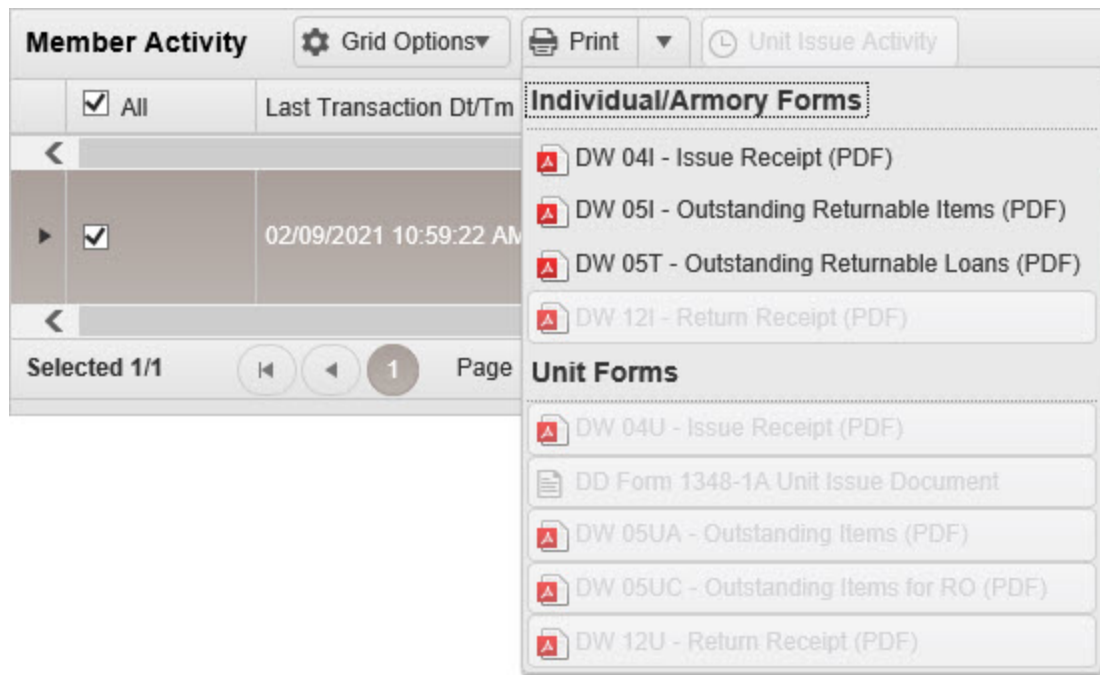 Member Activity
Grid Options
Print
Unit Issue Activity
All
Last Transaction Dt/Tm
02/09/2021 10:59:22 AM
Selected 1/1
1
Page
Individual/Armory Forms
DW 04I - Issue Receipt (PDF)
DW 05I - Outstanding Returnable Items (PDF)
DW 05T - Outstanding Returnable Loans (PDF)
DW 12I - Return Receipt (PDF)
Unit Forms
DW 04U - Issue Receipt (PDF)
DD Form 1348-1A Unit Issue Document
DW 05UA - Outstanding Items (PDF)
DW 05UC - Outstanding Items for RO (PDF)
DW 12U - Return Receipt (PDF)